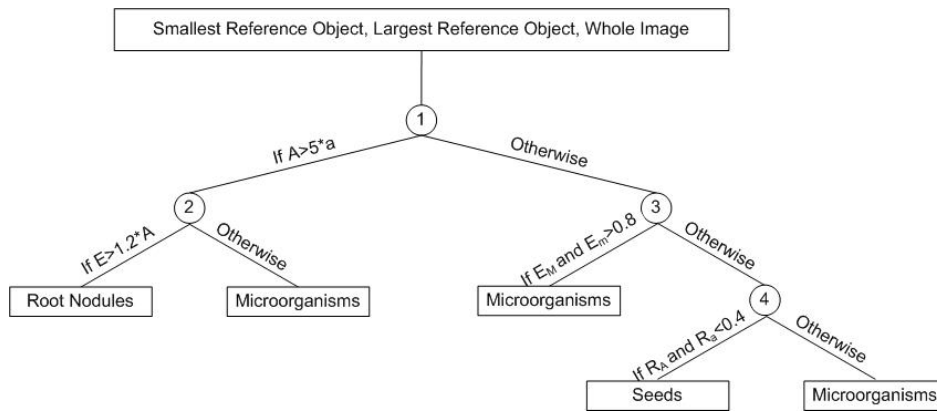 Smallest Reference Object, Largest Reference Object, Whole Image
1
If A>5*a
Otherwise
2
3
If E>1.2*A
Otherwise
If E_M and E_m>0.8
Otherwise
Root Nodules
Microorganisms
Microorganisms
4
If R_A and R_a<0.4
Otherwise
Seeds
Microorganisms